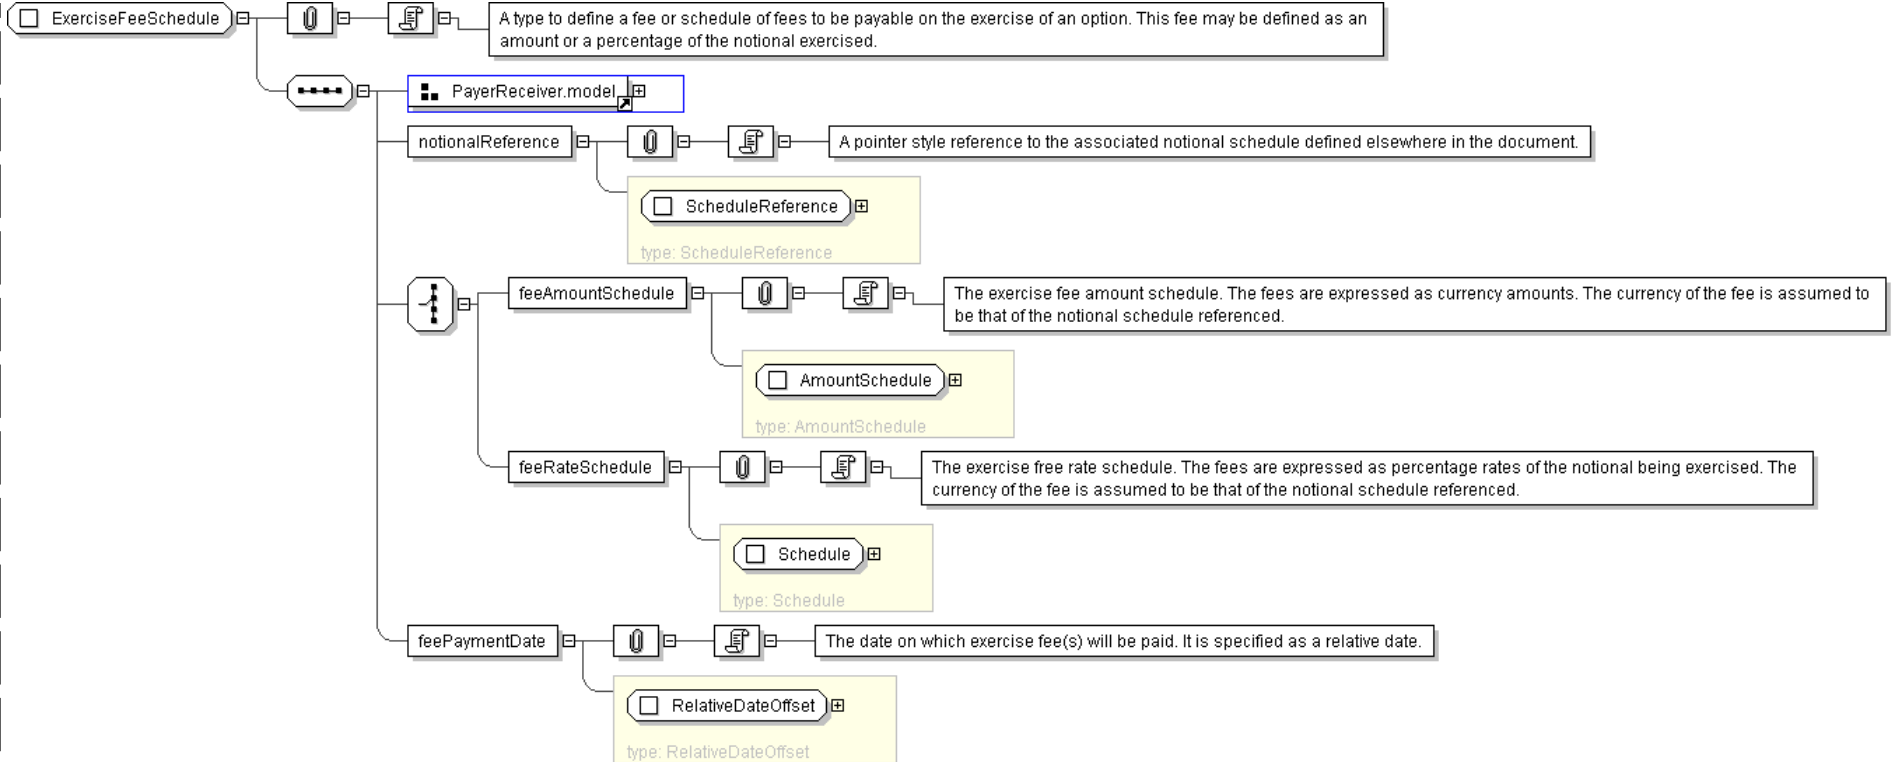 ExerciseFeeSchedule
A type to define a fee or schedule of fees to be payable on the exercise of an option. This fee may be defined as an
amount or a percentage of the notional exercised.
PayerReceiver.model
notionalReference
A pointer style reference to the associated notional schedule defined elsewhere in the document.
ScheduleReference
type: ScheduleReference
feeAmountSchedule
The exercise fee amount schedule. The fees are expressed as currency amounts. The currency of the fee is assumed to
be that of the notional schedule referenced.
AmountSchedule
type: AmountSchedule
feeRateSchedule
The exercise free rate schedule. The fees are expressed as percentage rates of the notional being exercised. The
currency of the fee is assumed to be that of the notional schedule referenced.
Schedule
type: Schedule
feePaymentDate
The date on which exercise fee(s) will be paid. It is specified as a relative date.
RelativeDateOffset
type: RelativeDateOffset